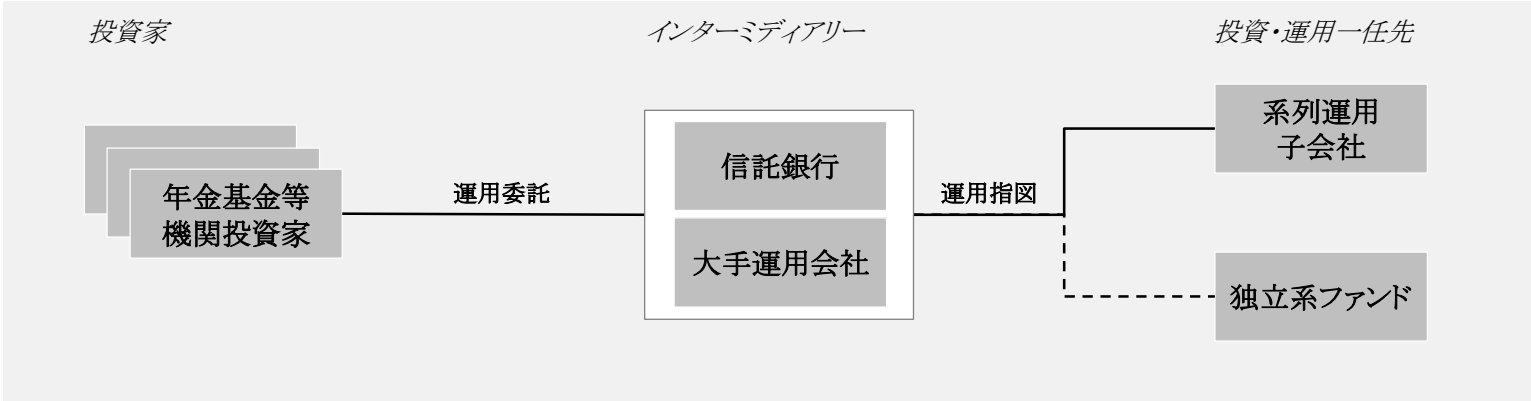 投資家
インターミディアリー
投資・運用一任先
年金基金等
機関投資家
運用委託
信託銀行
大手運用会社
運用指図
系列運用
子会社
独立系ファンド